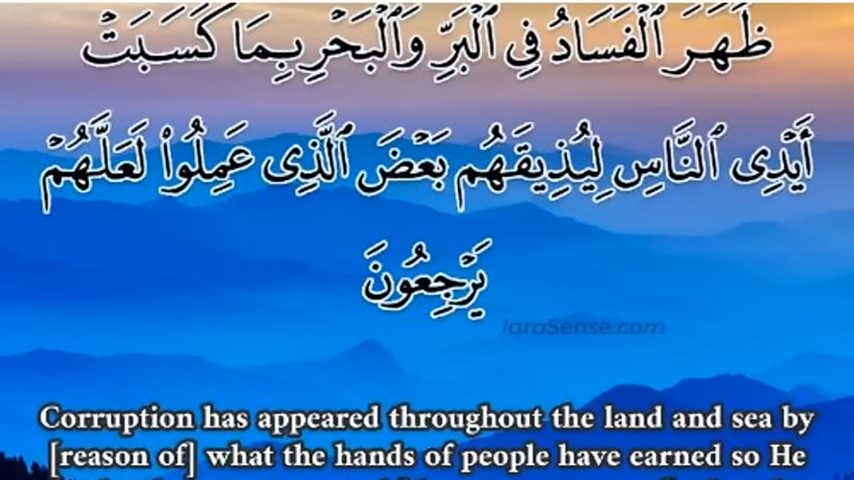 ظَهَرَ ٱلْفَسَادُ فِى ٱلْبَرِّ وَٱلْبَحْرِ بِمَا كَسَبَتْ
أَيْدِى ٱلنَّاسِ لِيُذِيقَهُم بَعْضَ ٱلَّذِى عَمِلُوا۟ لَعَلَّهُمْ
يَرْجِعُونَ
IqraSense.com
Corruption has appeared throughout the land and sea by
[reason of] what the hands of people have earned so He